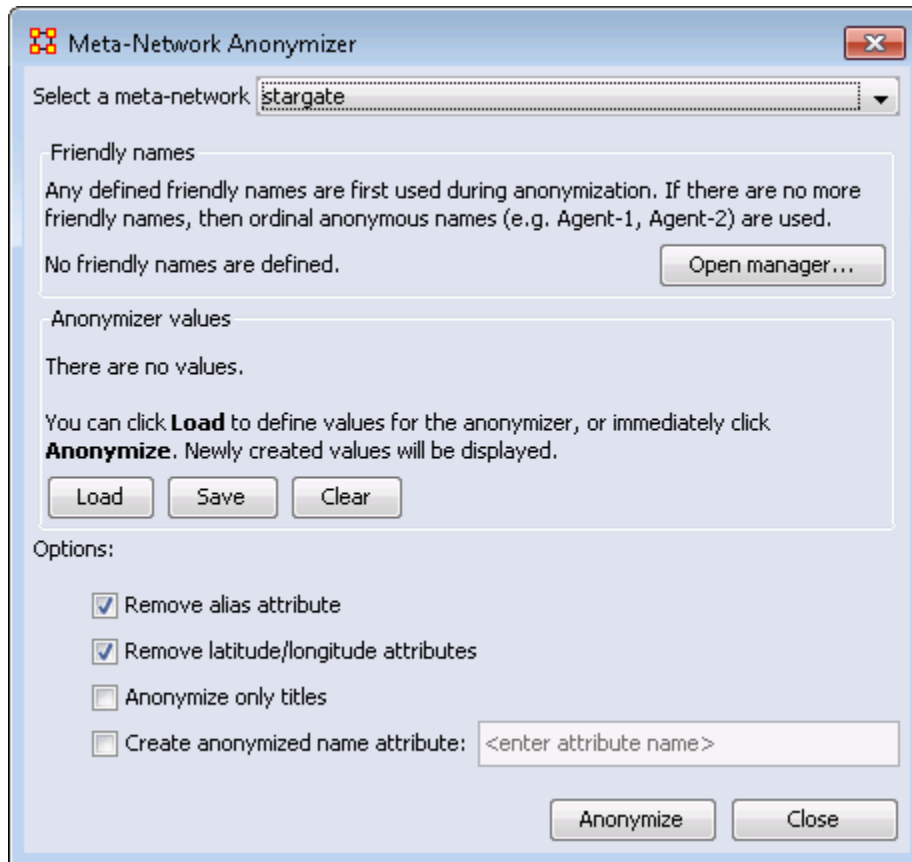 Meta-Network Anonymizer
Select a meta-network stargate
Friendly names
Any defined friendly names are first used during anonymization. If there are no more
friendly names, then ordinal anonymous names (e.g. Agent-1, Agent-2) are used.
No friendly names are defined. Open manager...
Anonymizer values
There are no values.
You can click Load to define values for the anonymizer, or immediately click
Anonymize. Newly created values will be displayed.
Load Save Clear
Options:
Remove alias attribute
Remove latitude/longitude attributes
Anonymize only titles
Create anonymized name attribute: <enter attribute name>
Anonymize Close